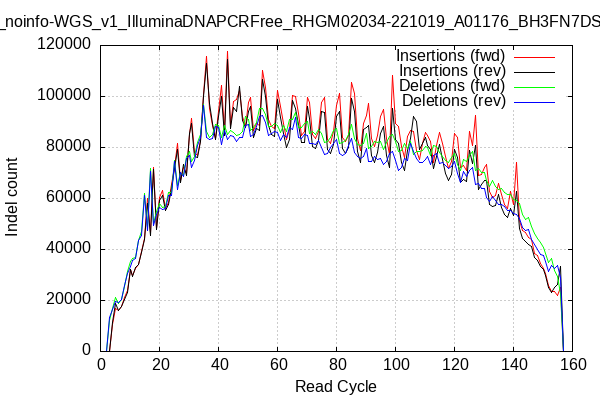 _noinfo-WGS_v1_IlluminaDNAPCRFree_RHGM02034-221019_A01176_BH3FN7DS
Insertions (fwd)
Insertions (rev)
Deletions (fwd)
Deletions (rev)
120000
100000
80000
60000
40000
20000
0
Indel count
0 20 40 60 80 100 120 140 160
Read Cycle